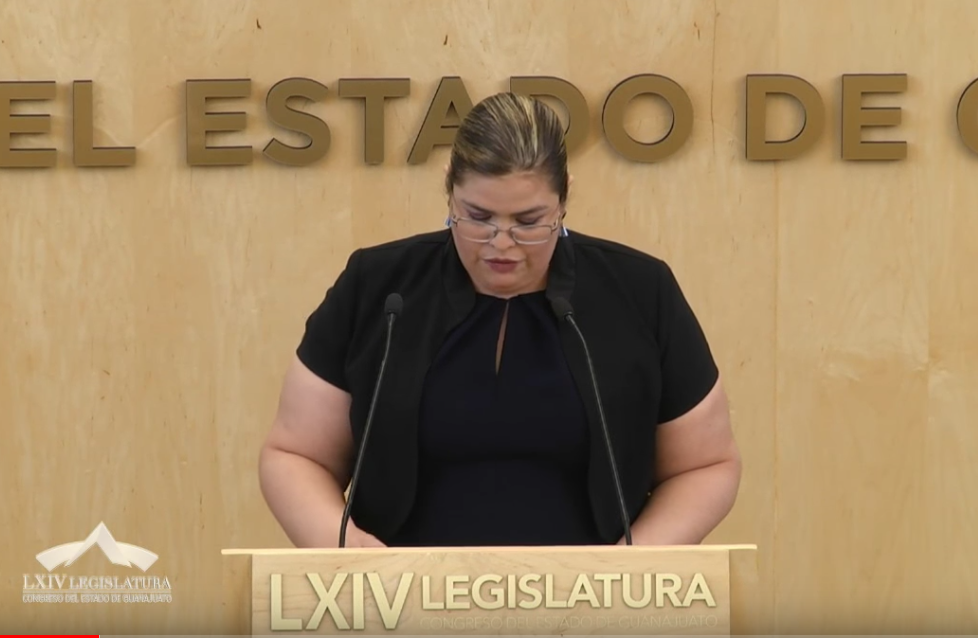 EL ESTADO DE
LXIV LEGISLATURA
CONGRESO DEL ESTADO DE GUANAJUATO
LXIV LEGISLATURA
CONGRESO DEL ESTADO DE GUANAJUATO